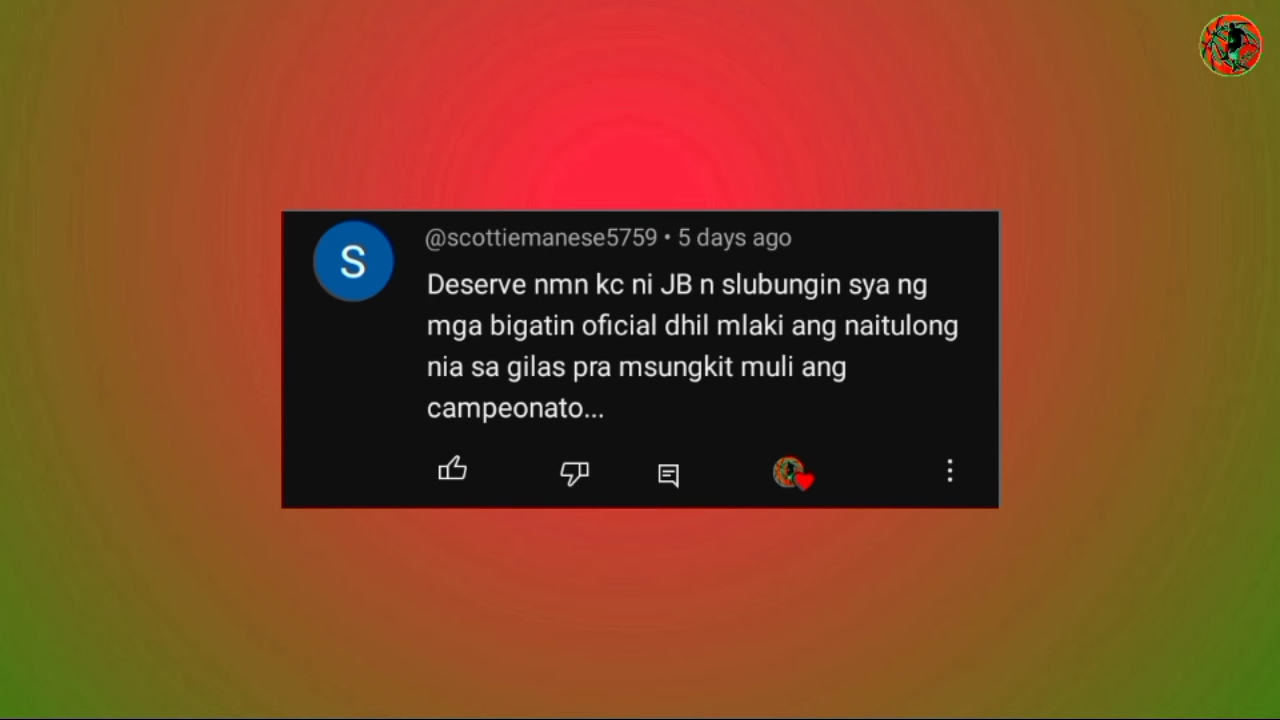 S
@scottiemanese5759 • 5 days ago
Deserve nmn kc ni JB n slubungin sya ng
mga bigatin oficial dhil mlaki ang naitulong
nia sa gilas pra msungkit muli ang
campeonato...